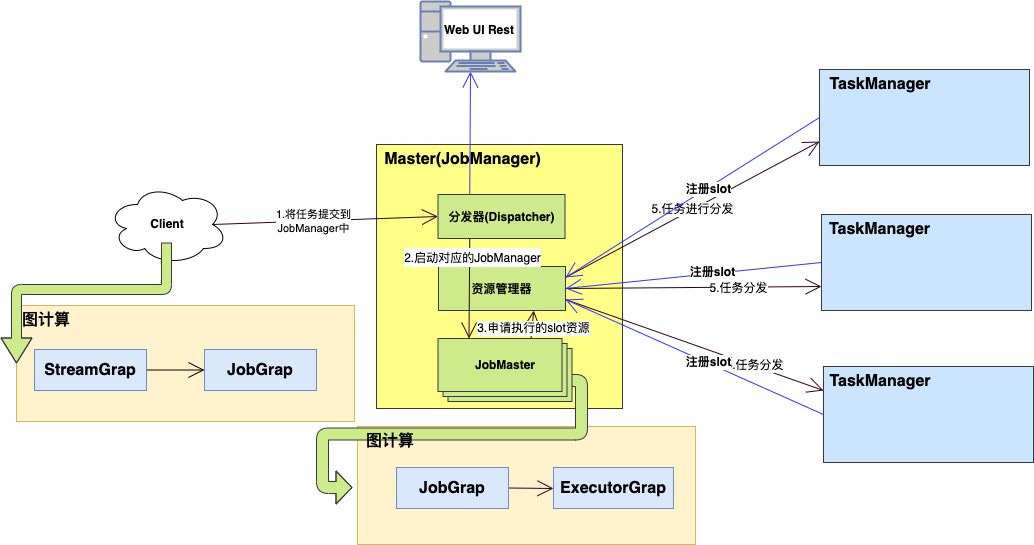 Web UI Rest
TaskManager
Master(JobManager)
注册slot
5.任务进行分发
Client
1.将任务提交到
JobManager中
分发器(Dispatcher)
TaskManager
2.启动对应的JobManager
注册slot
资源管理器
5.任务分发
图计算
3.申请执行的slot资源
StreamGrap
JobGrap
JobMaster
注册slot
.任务分发
TaskManager
图计算
JobGrap
ExecutorGrap